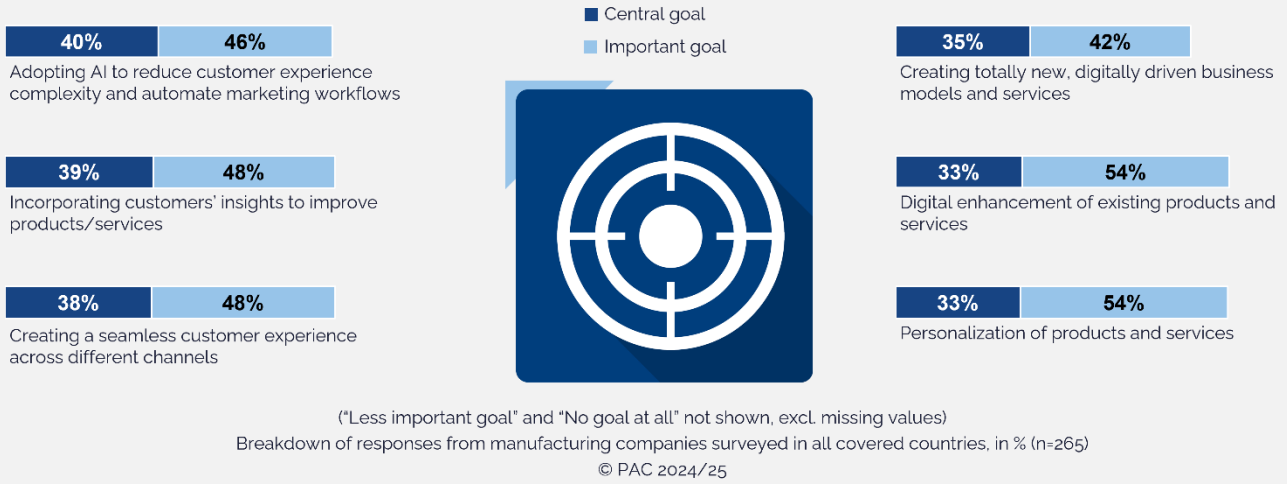 Central goal
Important goal
40% 46%
Adopting AI to reduce customer experience
complexity and automate marketing workflows
39% 48%
Incorporating customers’ insights to improve
products/services
38% 48%
Creating a seamless customer experience
across different channels
35% 42%
Creating totally new, digitally driven business
models and services
33% 54%
Digital enhancement of existing products and
services
33% 54%
Personalization of products and services
(“Less important goal” and “No goal at all” not shown, excl. missing values)
Breakdown of responses from manufacturing companies surveyed in all covered countries, in % (n=265)
© PAC 2024/25